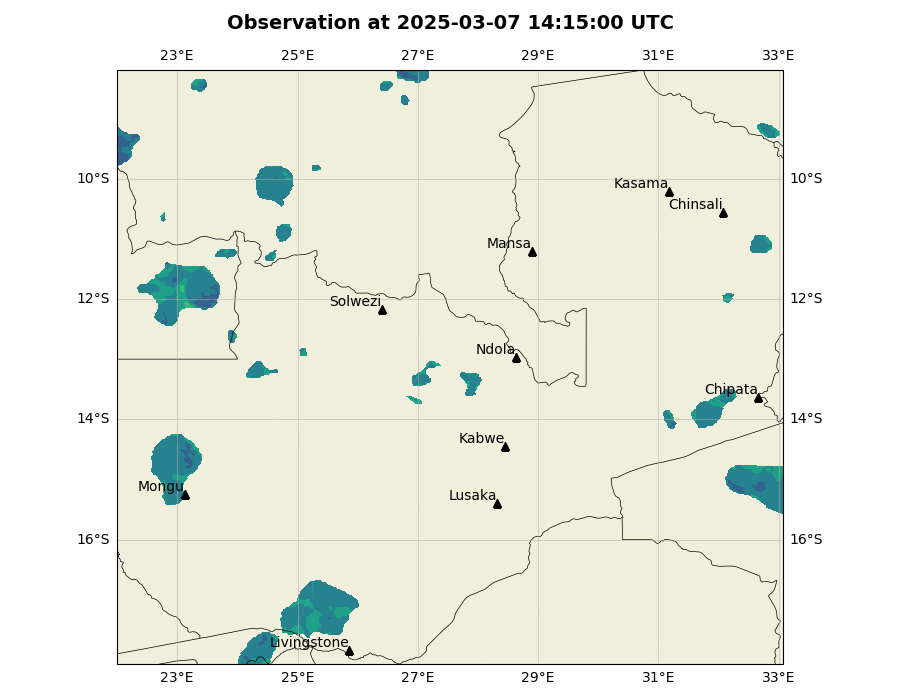 Observation at 2025-03-07 14:15:00 UTC
23°E 25°E 27°E 29°E 31°E 33°E
10°S 10°S
Kasama
Chinsali
Mansa
12°S 12°S
Solwezi
Ndola
Chipata
14°S 14°S
Kabwe
Mongu
Lusaka
16°S 16°S
Livingstone
23°E 25°E 27°E 29°E 31°E 33°E